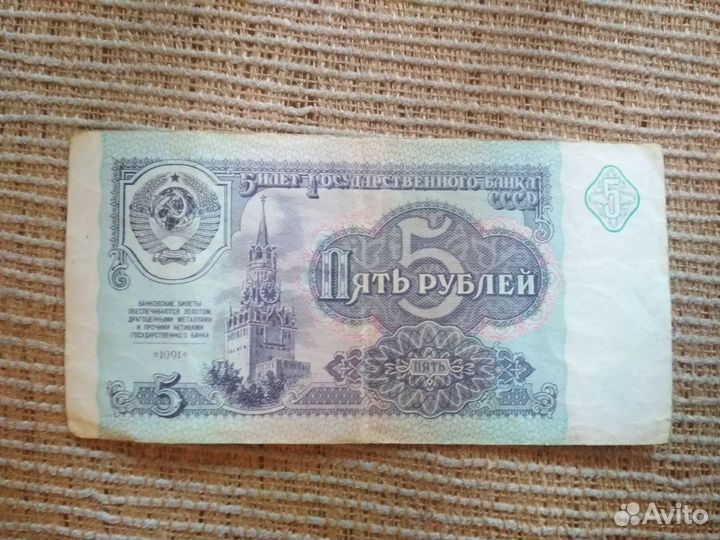 БИЛЕТ ГОСУДАРСТВЕННОГО БАНКА
СССР
5
5
ПЯТЬ РУБЛЕЙ
БАНКОВСКИЕ БИЛЕТЫ
ОБЕСПЕЧИВАЮТСЯ ЗОЛОТОМ,
ДРАГОЦЕННЫМИ МЕТАЛЛАМИ
И ПРОЧИМИ АКТИВАМИ
ГОСУДАРСТВЕННОГО БАНКА
*1991*
ПЯТЬ
5
Avito